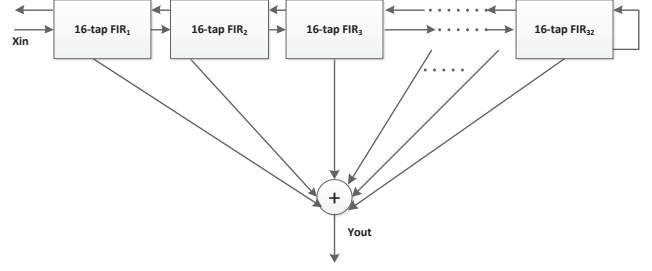 Xin
16-tap FIR₁
16-tap FIR₂
16-tap FIR₃
16-tap FIR₃₂
+
Yout